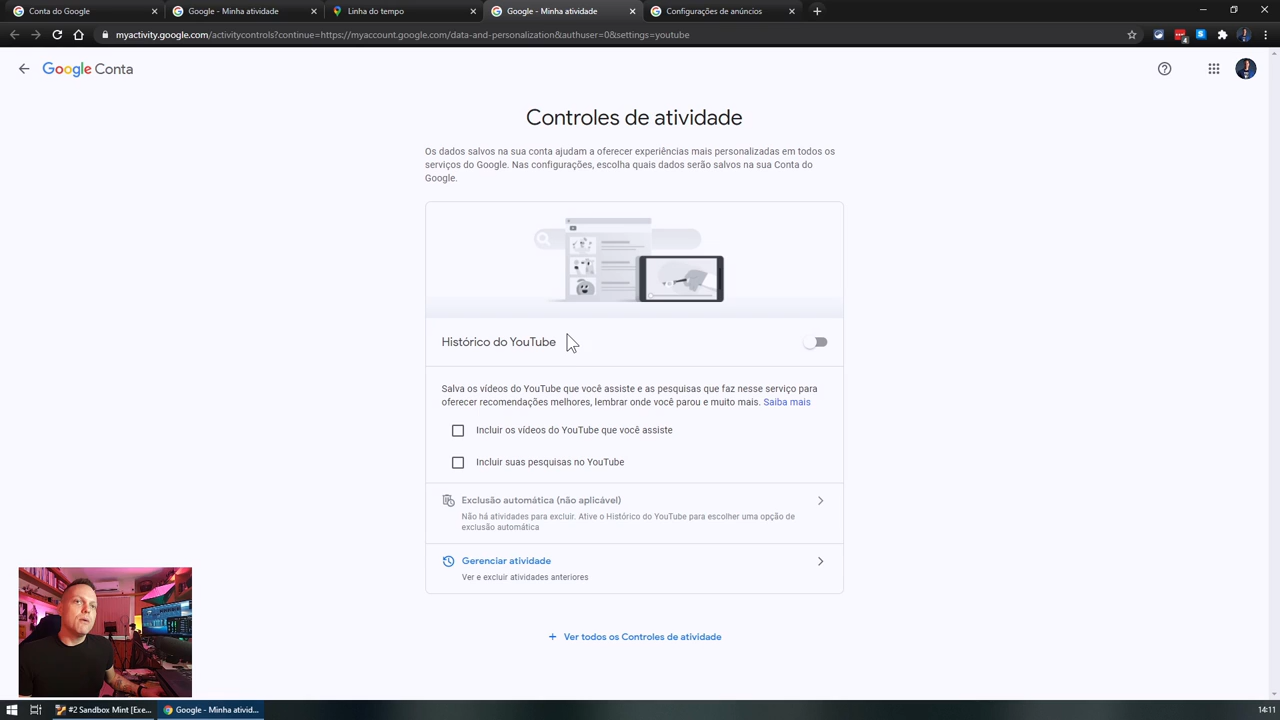 Conta do Google
Google - Minha atividade
Linha do tempo
Google - Minha atividade
Configurações de anúncios
myactivity.google.com/activitycontrols?continue=https://myaccount.google.com/data-and-personalization&authuser=0&settings=youtube
4
Google Conta
Controles de atividade
Os dados salvos na sua conta ajudam a oferecer experiências mais personalizadas em todos os
serviços do Google. Nas configurações, escolha quais dados serão salvos na sua Conta do
Google.
Histórico do YouTube
Salva os vídeos do YouTube que você assiste e as pesquisas que faz nesse serviço para
oferecer recomendações melhores, lembrar onde você parou e muito mais. Saiba mais
Incluir os vídeos do YouTube que você assiste
Incluir suas pesquisas no YouTube
Exclusão automática (não aplicável)
Não há atividades para excluir. Ative o Histórico do YouTube para escolher uma opção de
exclusão automática
Gerenciar atividade
Ver e excluir atividades anteriores
+ Ver todos os Controles de atividade
#2 Sandbox Mint [Exe...
Google - Minha ativid...
14:11